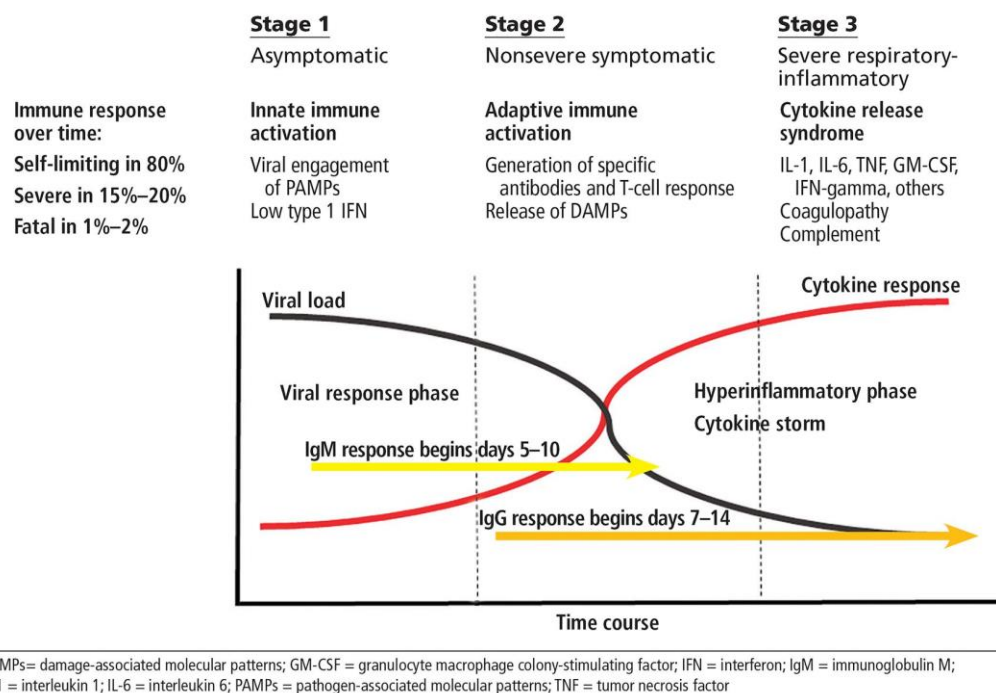 Stage 1
Asymptomatic
Stage 2
Nonsevere symptomatic
Stage 3
Severe respiratory-
inflammatory
Immune response
over time:
Self-limiting in 80%
Severe in 15%–20%
Fatal in 1%–2%
Innate immune
activation
Viral engagement
of PAMPs
Low type 1 IFN
Adaptive immune
activation
Generation of specific
antibodies and T-cell response
Release of DAMPs
Cytokine release
syndrome
IL-1, IL-6, TNF, GM-CSF,
IFN-gamma, others
Coagulopathy
Complement
Viral load
Cytokine response
Viral response phase
Hyperinflammatory phase
Cytokine storm
IgM response begins days 5–10
IgG response begins days 7–14
Time course
MPs= damage-associated molecular patterns; GM-CSF = granulocyte macrophage colony-stimulating factor; IFN = interferon; IgM = immunoglobulin M;
= interleukin 1; IL-6 = interleukin 6; PAMPs = pathogen-associated molecular patterns; TNF = tumor necrosis factor